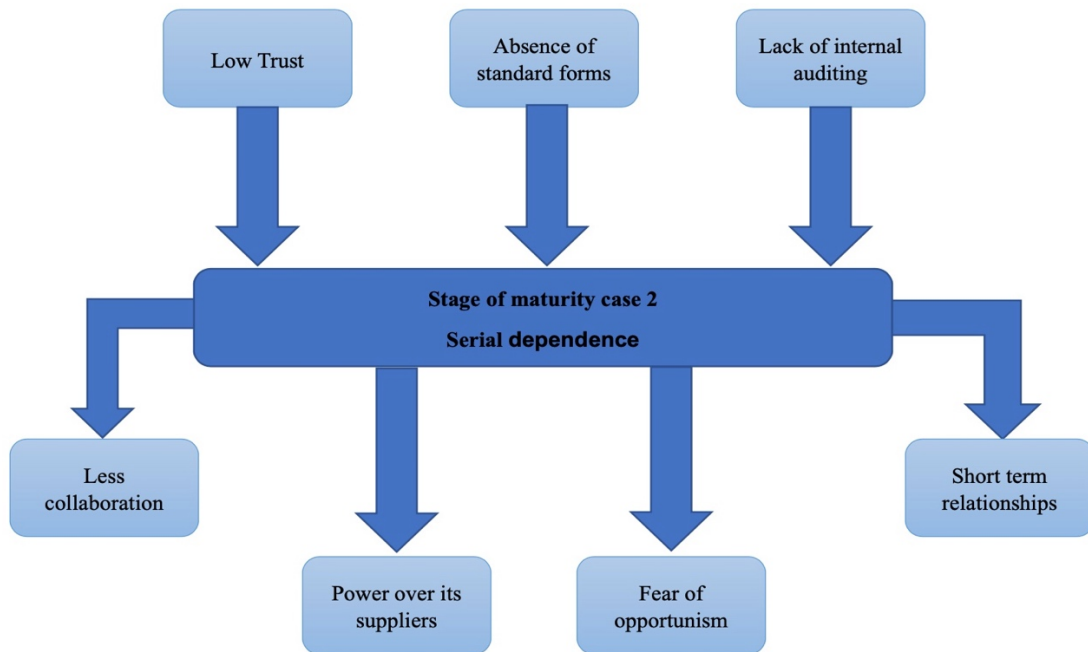 Low Trust
Absence of
standard forms
Lack of internal
auditing
Stage of maturity case 2
Serial dependence
Less
collaboration
Short term
relationships
Power over its
suppliers
Fear of
opportunism